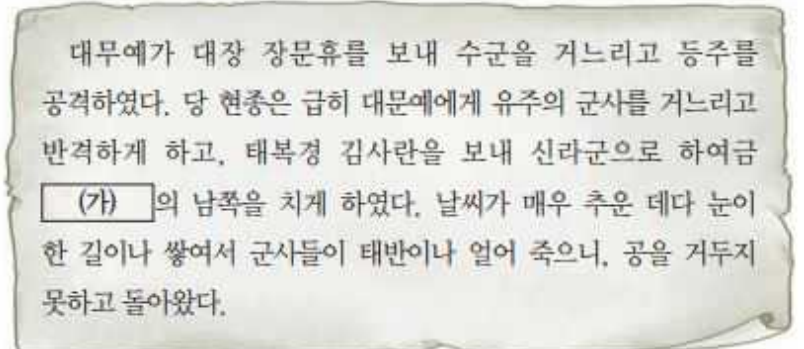 대무예가 대장 장문휴를 보내 수군을 거느리고 등주를
공격하였다. 당 현종은 급히 대문예에게 유주의 군사를 거느리고
반격하게 하고, 태복경 김사란을 보내 신라군으로 하여금
(가) 의 남쪽을 치게 하였다. 날씨가 매우 추운 데다 눈이
한 길이나 쌓여서 군사들이 태반이나 얼어 죽으니, 공을 거두지
못하고 돌아왔다.